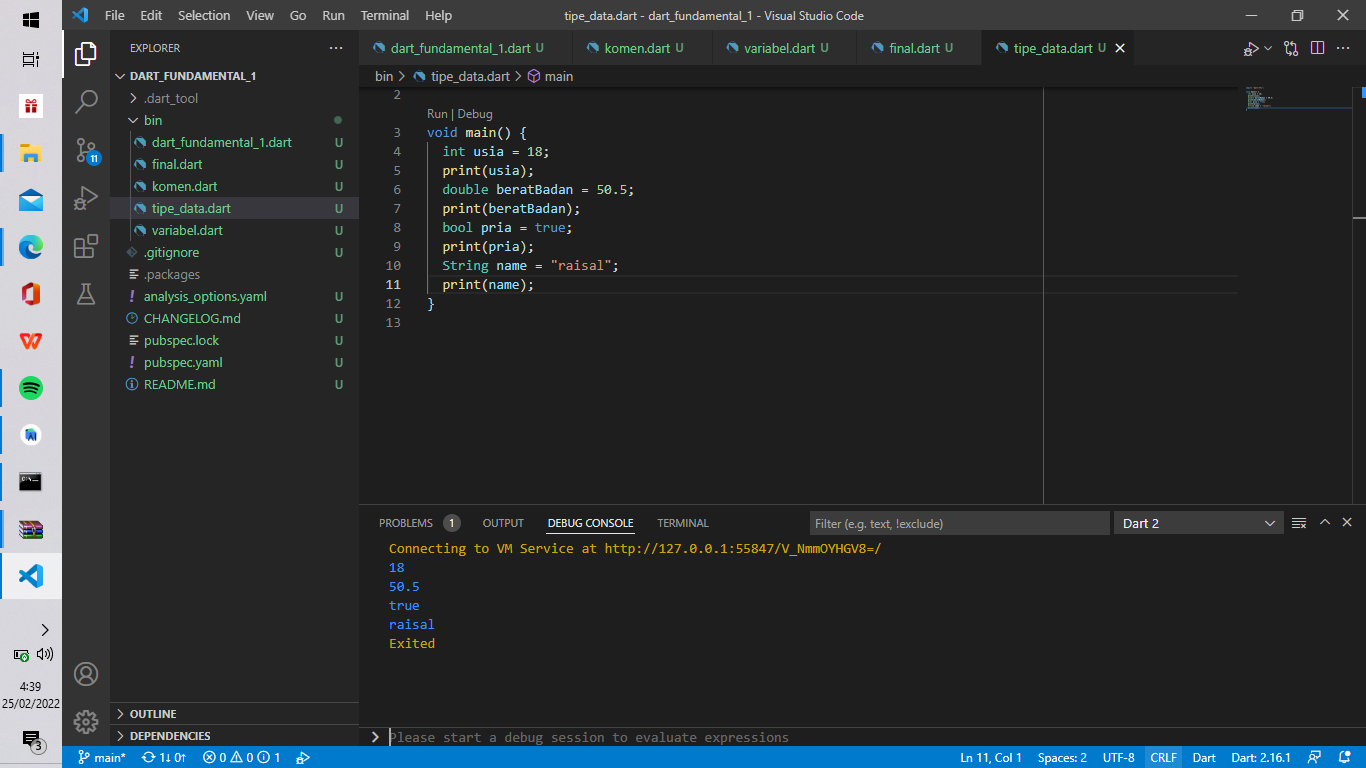 File Edit Selection View Go Run Terminal Help
tipe_data.dart - dart_fundamental_1 - Visual Studio Code
EXPLORER
DART_FUNDAMENTAL_1
.dart_tool
bin
dart_fundamental_1.dart U
final.dart U
komen.dart U
tipe_data.dart U
variabel.dart U
.gitignore U
.packages
analysis_options.yaml U
CHANGELOG.md U
pubspec.lock U
pubspec.yaml U
README.md U
OUTLINE
DEPENDENCIES
11
dart_fundamental_1.dart U komen.dart U variabel.dart U final.dart U tipe_data.dart U
bin > tipe_data.dart > main
2
Run | Debug
3 void main() {
4 int usia = 18;
5 print(usia);
6 double beratBadan = 50.5;
7 print(beratBadan);
8 bool pria = true;
9 print(pria);
10 String name = "raisal";
11 print(name);
12 }
13
PROBLEMS 1 OUTPUT DEBUG CONSOLE TERMINAL
Filter (e.g. text, !exclude)
Dart 2
Connecting to VM Service at http://127.0.0.1:55847/V_NmmOYHGV8=/
18
50.5
true
raisal
Exited
Please start a debug session to evaluate expressions
main* 1↓ 0↑ 0 0 1
Ln 11, Col 1 Spaces: 2 UTF-8 CRLF Dart Dart: 2.16.1
4:39
25/02/2022
3